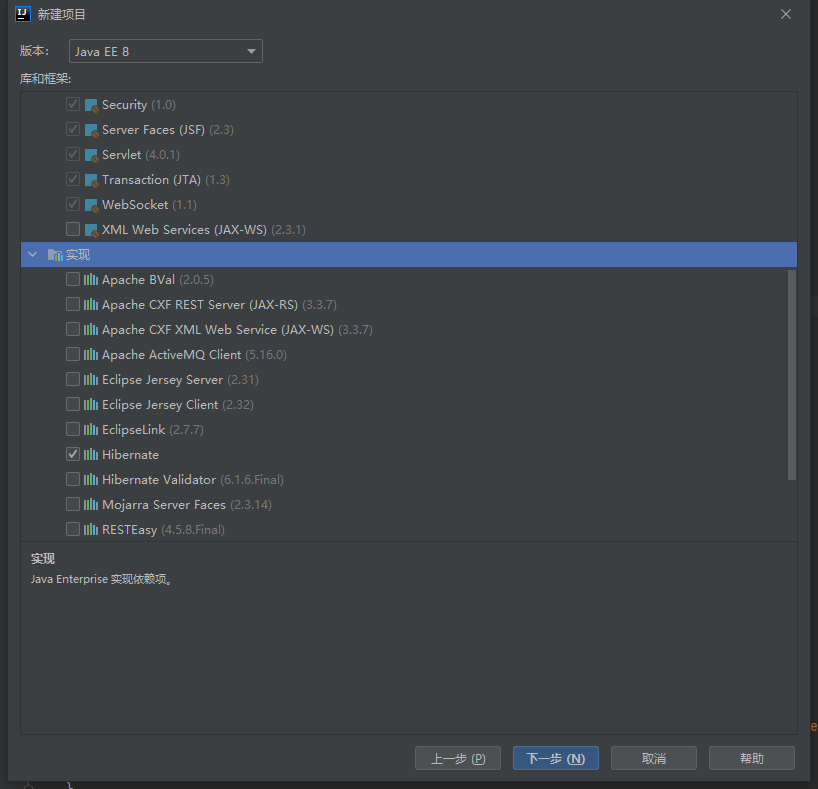 IJ 新建项目
版本: Java EE 8
库和框架:
Security (1.0)
Server Faces (JSF) (2.3)
Servlet (4.0.1)
Transaction (JTA) (1.3)
WebSocket (1.1)
XML Web Services (JAX-WS) (2.3.1)
实现
Apache BVal (2.0.5)
Apache CXF REST Server (JAX-RS) (3.3.7)
Apache CXF XML Web Service (JAX-WS) (3.3.7)
Apache ActiveMQ Client (5.16.0)
Eclipse Jersey Server (2.31)
Eclipse Jersey Client (2.32)
EclipseLink (2.7.7)
Hibernate
Hibernate Validator (6.1.6.Final)
Mojarra Server Faces (2.3.14)
RESTEasy (4.5.8.Final)
实现
Java Enterprise 实现依赖项。
e
上一步 (P) 下一步 (N) 取消 帮助
}